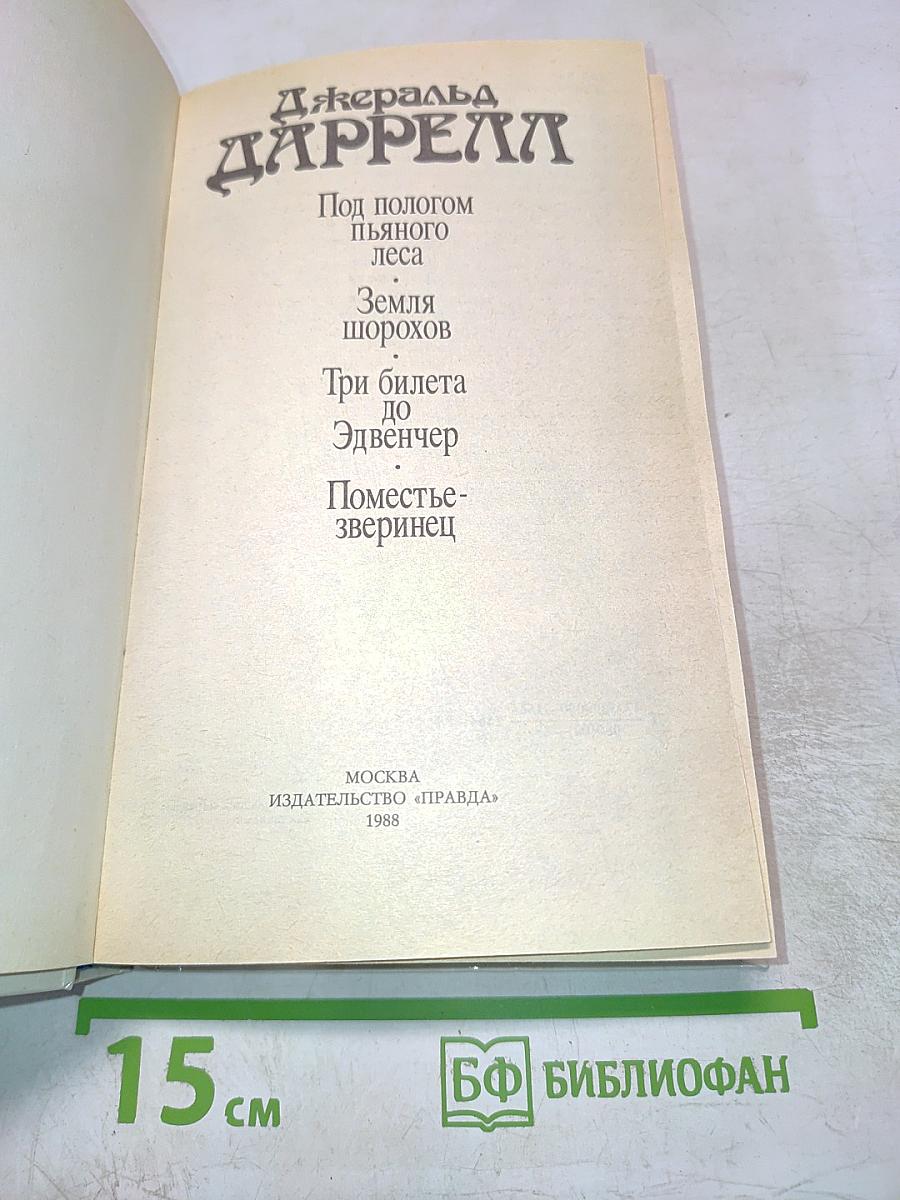 Джеральд
ДАРРЕЛЛ
Под пологом
пьяного
леса
•
Земля
шорохов
•
Три билета
до
Эдвенчер
•
Поместье-
зверинец
МОСКВА
ИЗДАТЕЛЬСТВО «ПРАВДА»
1988
15 см
БФ БИБЛИОФАН